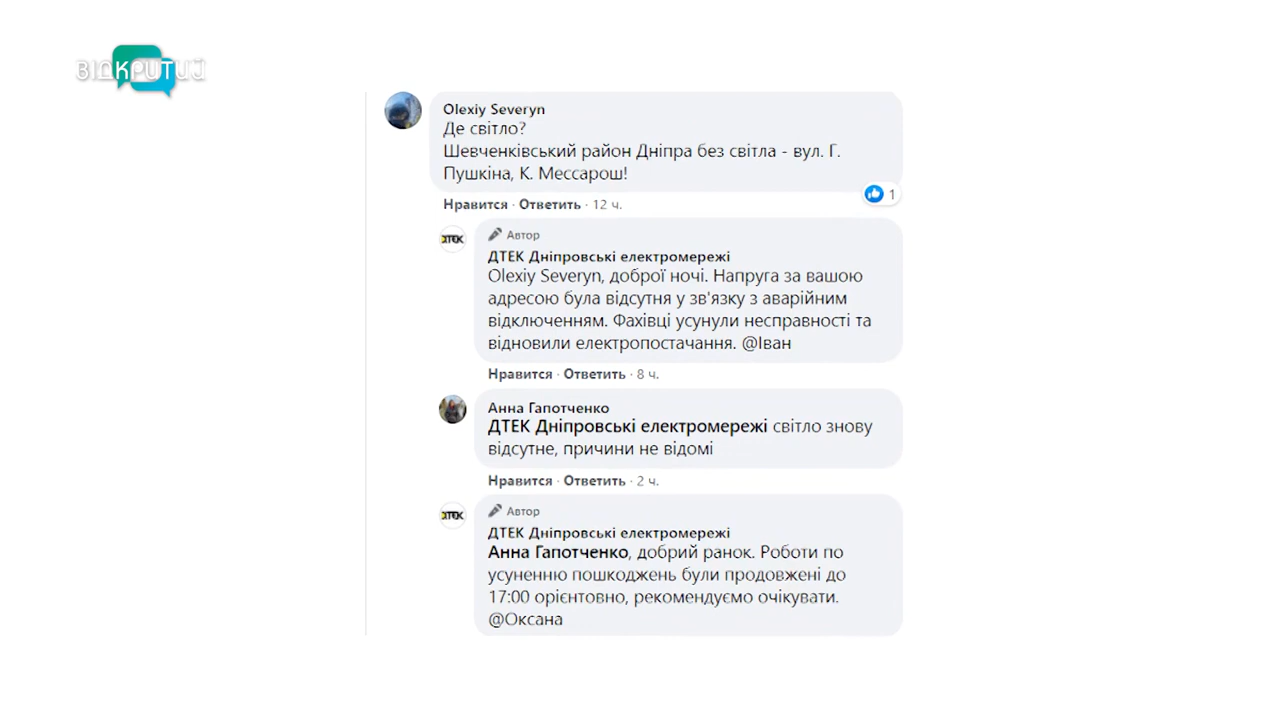 ВІДКРИТИЙ
Olexiy Severyn
Де світло?
Шевченківський район Дніпра без світла - вул. Г.
Пушкіна, К. Мессарош!
1
Нравится · Ответить · 12 ч.
ДТЕК
Автор
ДТЕК Дніпровські електромережі
Olexiy Severyn, доброї ночі. Напруга за вашою
адресою була відсутня у зв'язку з аварійним
відключенням. Фахівці усунули несправності та
відновили електропостачання. @Іван
Нравится · Ответить · 8 ч.
Анна Гапотченко
ДТЕК Дніпровські електромережі світло знову
відсутне, причини не відомі
Нравится · Ответить · 2 ч.
ДТЕК
Автор
ДТЕК Дніпровські електромережі
Анна Гапотченко, добрий ранок. Роботи по
усуненню пошкоджень були продовжені до
17:00 орієнтовно, рекомендуємо очікувати.
@Оксана